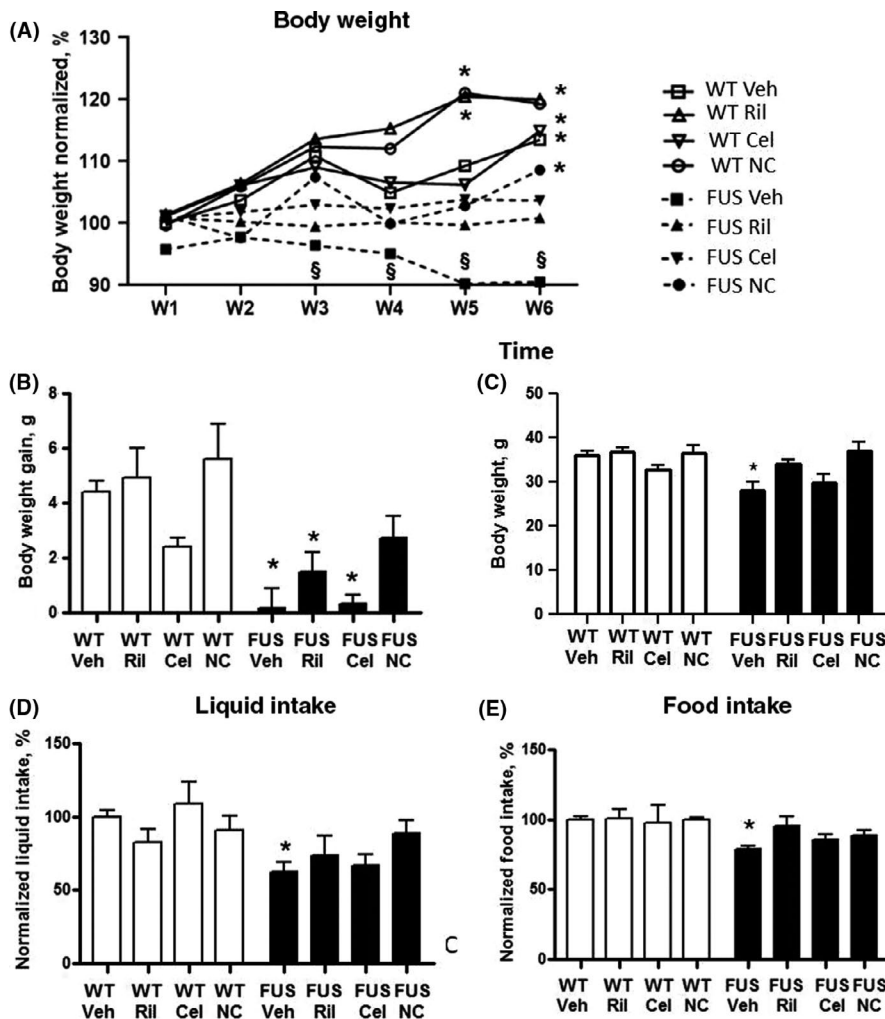 (A)
Body weight
Body weight normalized, %
130
120
110
100
90
W1 W2 W3 W4 W5 W6
* * * * * *
§ § § §
WT Veh
WT Ril
WT Cel
WT NC
FUS Veh
FUS Ril
FUS Cel
FUS NC
Time
(B)
Body weight gain, g
8
6
4
2
0
* * *
WT WT WT WT FUS FUS FUS FUS
Veh Ril Cel NC Veh Ril Cel NC
(C)
Body weight, g
50
40
30
20
10
0
*
WT WT WT WT FUS FUS FUS FUS
Veh Ril Cel NC Veh Ril Cel NC
(D)
Liquid intake
Normalized liquid intake, %
150
100
50
0
*
C
WT WT WT WT FUS FUS FUS FUS
Veh Ril Cel NC Veh Ril Cel NC
(E)
Food intake
Normalized food intake, %
150
100
50
0
*
WT WT WT WT FUS FUS FUS FUS
Veh Ril Cel NC Veh Ril Cel NC